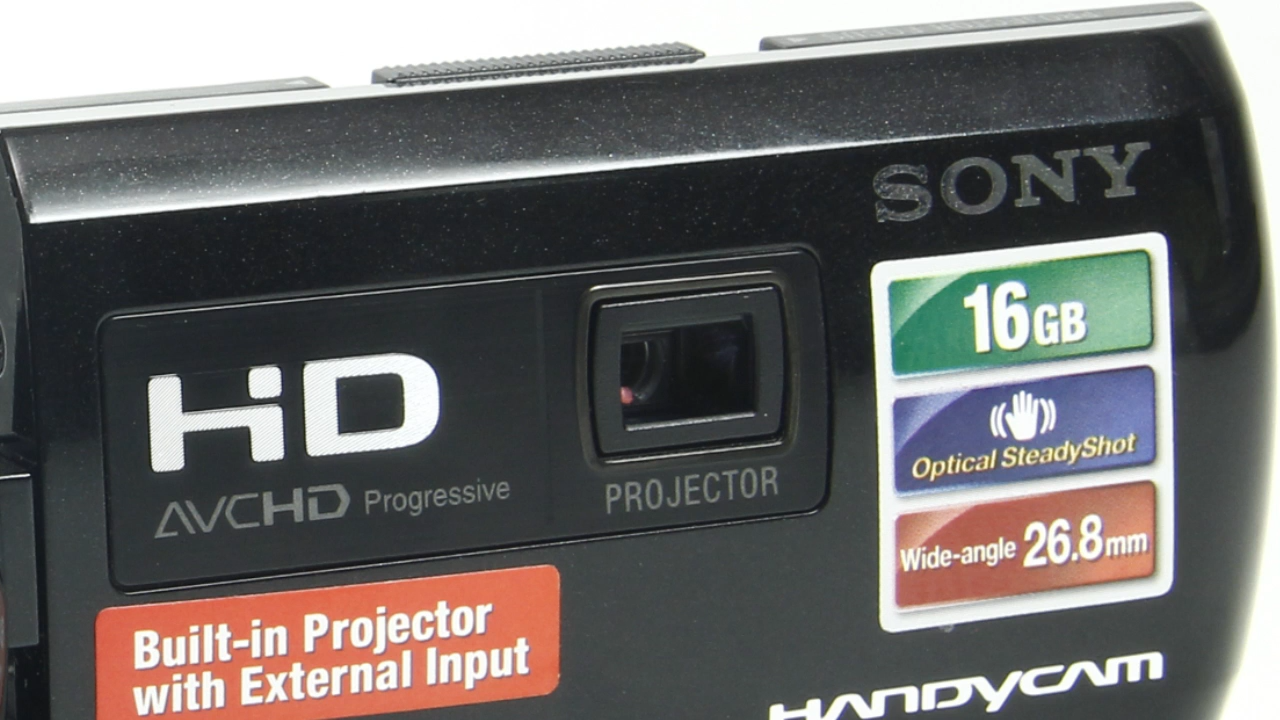 SONY
16GB
Optical SteadyShot
Wide-angle 26.8mm
HD
AVCHD Progressive
PROJECTOR
Built-in Projector
with External Input
HANDYCAM